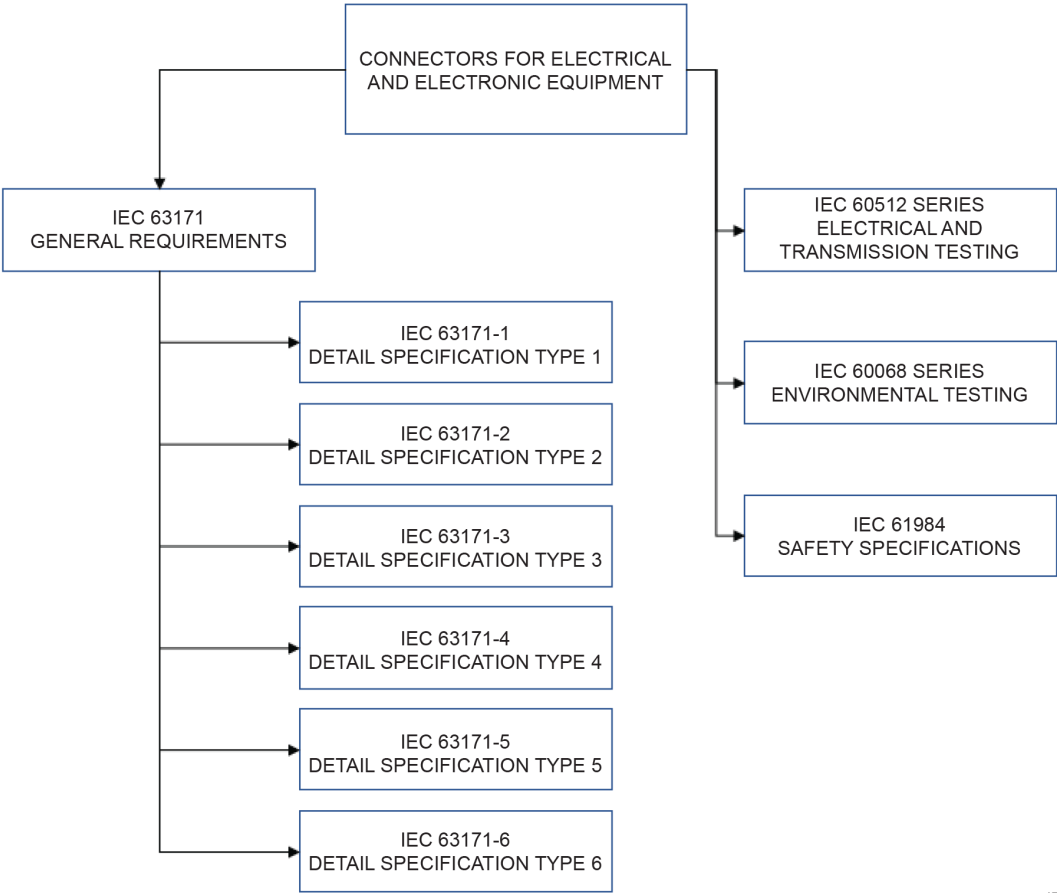 CONNECTORS FOR ELECTRICAL
AND ELECTRONIC EQUIPMENT
IEC 63171
GENERAL REQUIREMENTS
IEC 63171-1
DETAIL SPECIFICATION TYPE 1
IEC 63171-2
DETAIL SPECIFICATION TYPE 2
IEC 63171-3
DETAIL SPECIFICATION TYPE 3
IEC 63171-4
DETAIL SPECIFICATION TYPE 4
IEC 63171-5
DETAIL SPECIFICATION TYPE 5
IEC 63171-6
DETAIL SPECIFICATION TYPE 6
IEC 60512 SERIES
ELECTRICAL AND
TRANSMISSION TESTING
IEC 60068 SERIES
ENVIRONMENTAL TESTING
IEC 61984
SAFETY SPECIFICATIONS